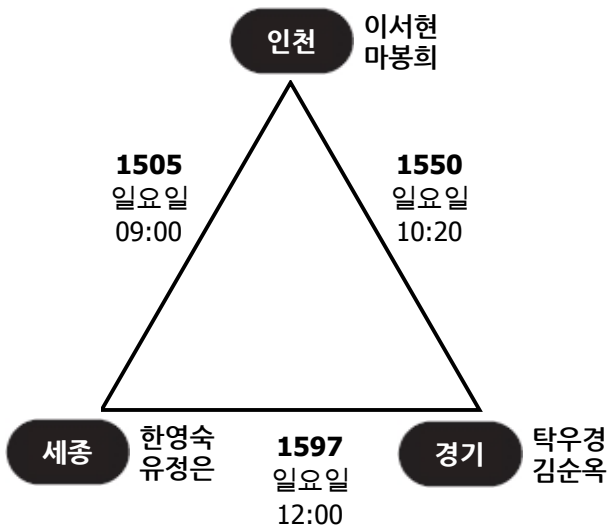 인천
이서현
마봉희
1505
일요일
09:00
1550
일요일
10:20
세종
한영숙
유정은
1597
일요일
12:00
경기
탁우경
김순옥